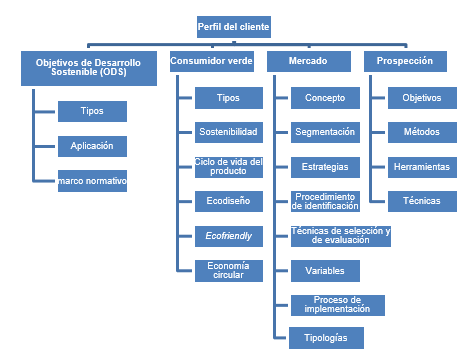 Perfil del cliente
Objetivos de Desarrollo
Sostenible (ODS)
Tipos
Aplicación
marco normativo
Consumidor verde
Tipos
Sostenibilidad
Ciclo de vida del
producto
Ecodiseño
Ecofriendly
Economía
circular
Mercado
Concepto
Segmentación
Estrategias
Procedimiento
de identificación
Técnicas de selección y
de evaluación
Variables
Proceso de
implementación
Tipologías
Prospección
Objetivos
Métodos
Herramientas
Técnicas